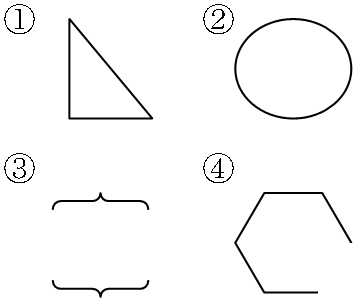 ① ②
③ ④